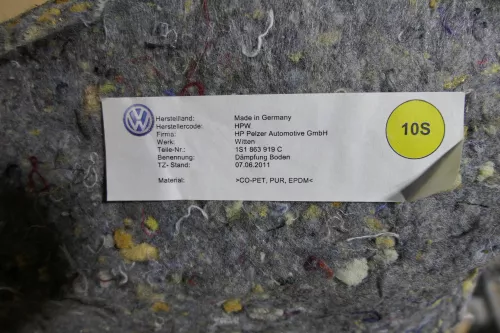 Herstelland: Made in Germany
Herstellercode: HPW
Firma: HP Pelzer Automotive GmbH
Werk: Witten
Teile-Nr.: 1S1 863 919 C
Benennung: Dämpfung Boden
TZ- Stand: 07.06.2011
Material: >CO-PET, PUR, EPDM<
10S